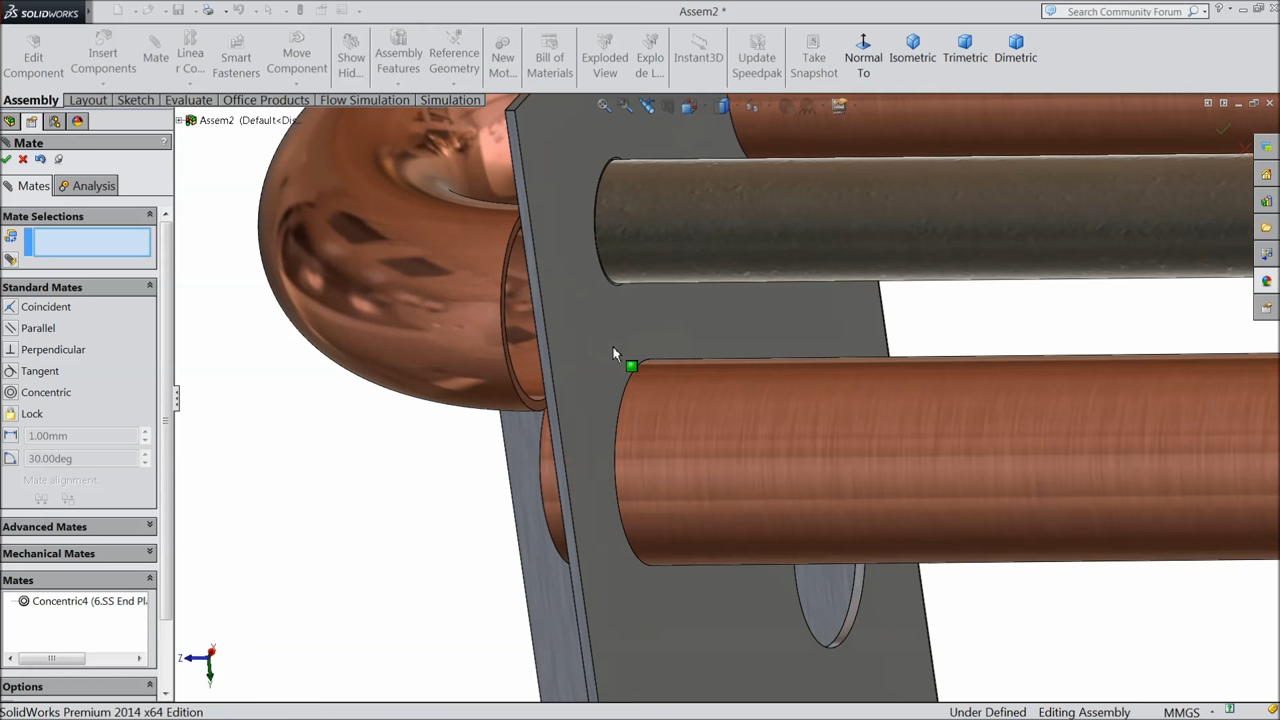 SOLIDWORKS
Assem2 *
Search Community Forum
Edit Component
Insert Components
Mate
Linea r Co...
Smart Fasteners
Move Component
Show Hid...
Assembly Features
Reference Geometry
New Mot...
Bill of Materials
Exploded View
Explo de L...
Instant3D
Update Speedpak
Take Snapshot
Normal To
Isometric
Trimetric
Dimetric
Assembly Layout Sketch Evaluate Office Products Flow Simulation Simulation
Assem2 (Default<Dis...
Mate ?
Mates Analysis
Mate Selections
Standard Mates
Coincident
Parallel
Perpendicular
Tangent
Concentric
Lock
1.00mm
30.00deg
Mate alignment:
Advanced Mates
Mechanical Mates
Mates
Concentric4 (6.SS End Pla
Options
Z
Y
SolidWorks Premium 2014 x64 Edition
Under Defined Editing Assembly MMGS